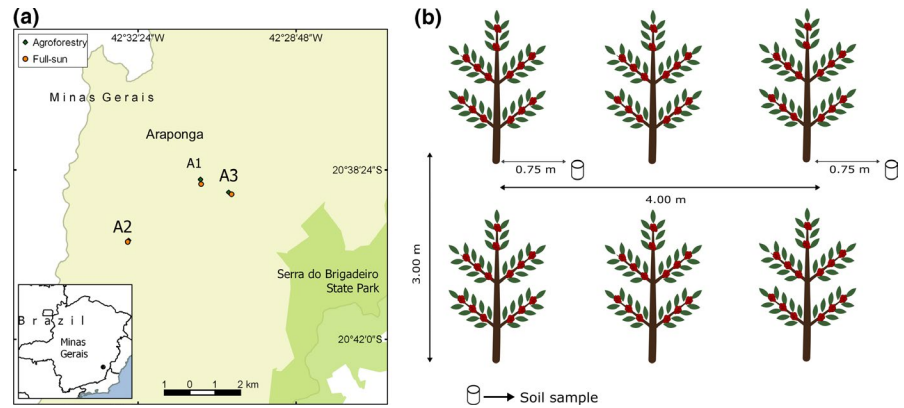 (a)
42°32'24"W
42°28'48"W
Agroforestry
Full-sun
Minas Gerais
Araponga
A1
A3
20°38'24"S
A2
Serra do Brigadeiro
State Park
Brazil
Minas
Gerais
20°42'0"S
1 0 1 2 km
(b)
0.75 m
0.75 m
4.00 m
3.00 m
Soil sample